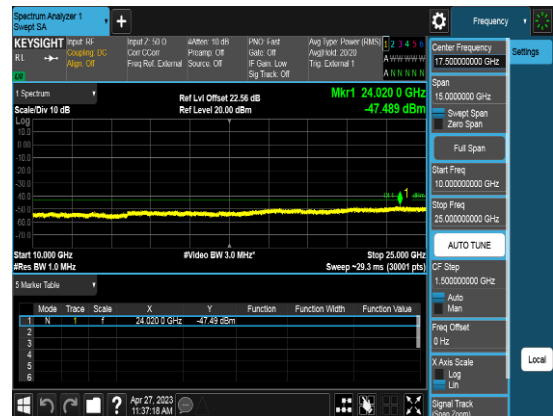 Spectrum Analyzer 1
Swept SA
+
Frequency
KEYSIGHT
RL
Input: RF
Coupling: DC
Align: Off
Input Z: 50 Ω
Corr CCorr
Freq Ref: External
#Atten: 10 dB
Preamp: Off
Source: Off
PNO: Fast
Gate: Off
IF Gain: Low
Sig Track: Off
Avg Type: Power (RMS)
Avg|Hold: 20/20
Trig: External 1
1 2 3 4 5 6
A W W W W W
A N N N N N
1 Spectrum
Scale/Div 10 dB
Log
Ref Lvl Offset 22.56 dB
Ref Level 20.00 dBm
Mkr1 24.020 0 GHz
-47.489 dBm
10.0
0.00
-10.0
-20.0
-30.0
-40.0
-50.0
-60.0
-70.0
1
Start 10.000 GHz
#Res BW 1.0 MHz
#Video BW 3.0 MHz*
Stop 25.000 GHz
Sweep ~29.3 ms (30001 pts)
5 Marker Table
Mode Trace Scale X Y Function Function Width Function Value
1 N 1 f 24.020 0 GHz -47.49 dBm
2
3
4
5
6
Center Frequency
17.500000000 GHz
Span
15.0000000 GHz
Swept Span
Zero Span
Full Span
Start Freq
10.000000000 GHz
Stop Freq
25.000000000 GHz
AUTO TUNE
CF Step
1.500000000 GHz
Auto
Man
Freq Offset
0 Hz
X Axis Scale
Log
Lin
Signal Track
(Span Zoom)
Settings
Local
?
Apr 27, 2023
11:37:18 AM